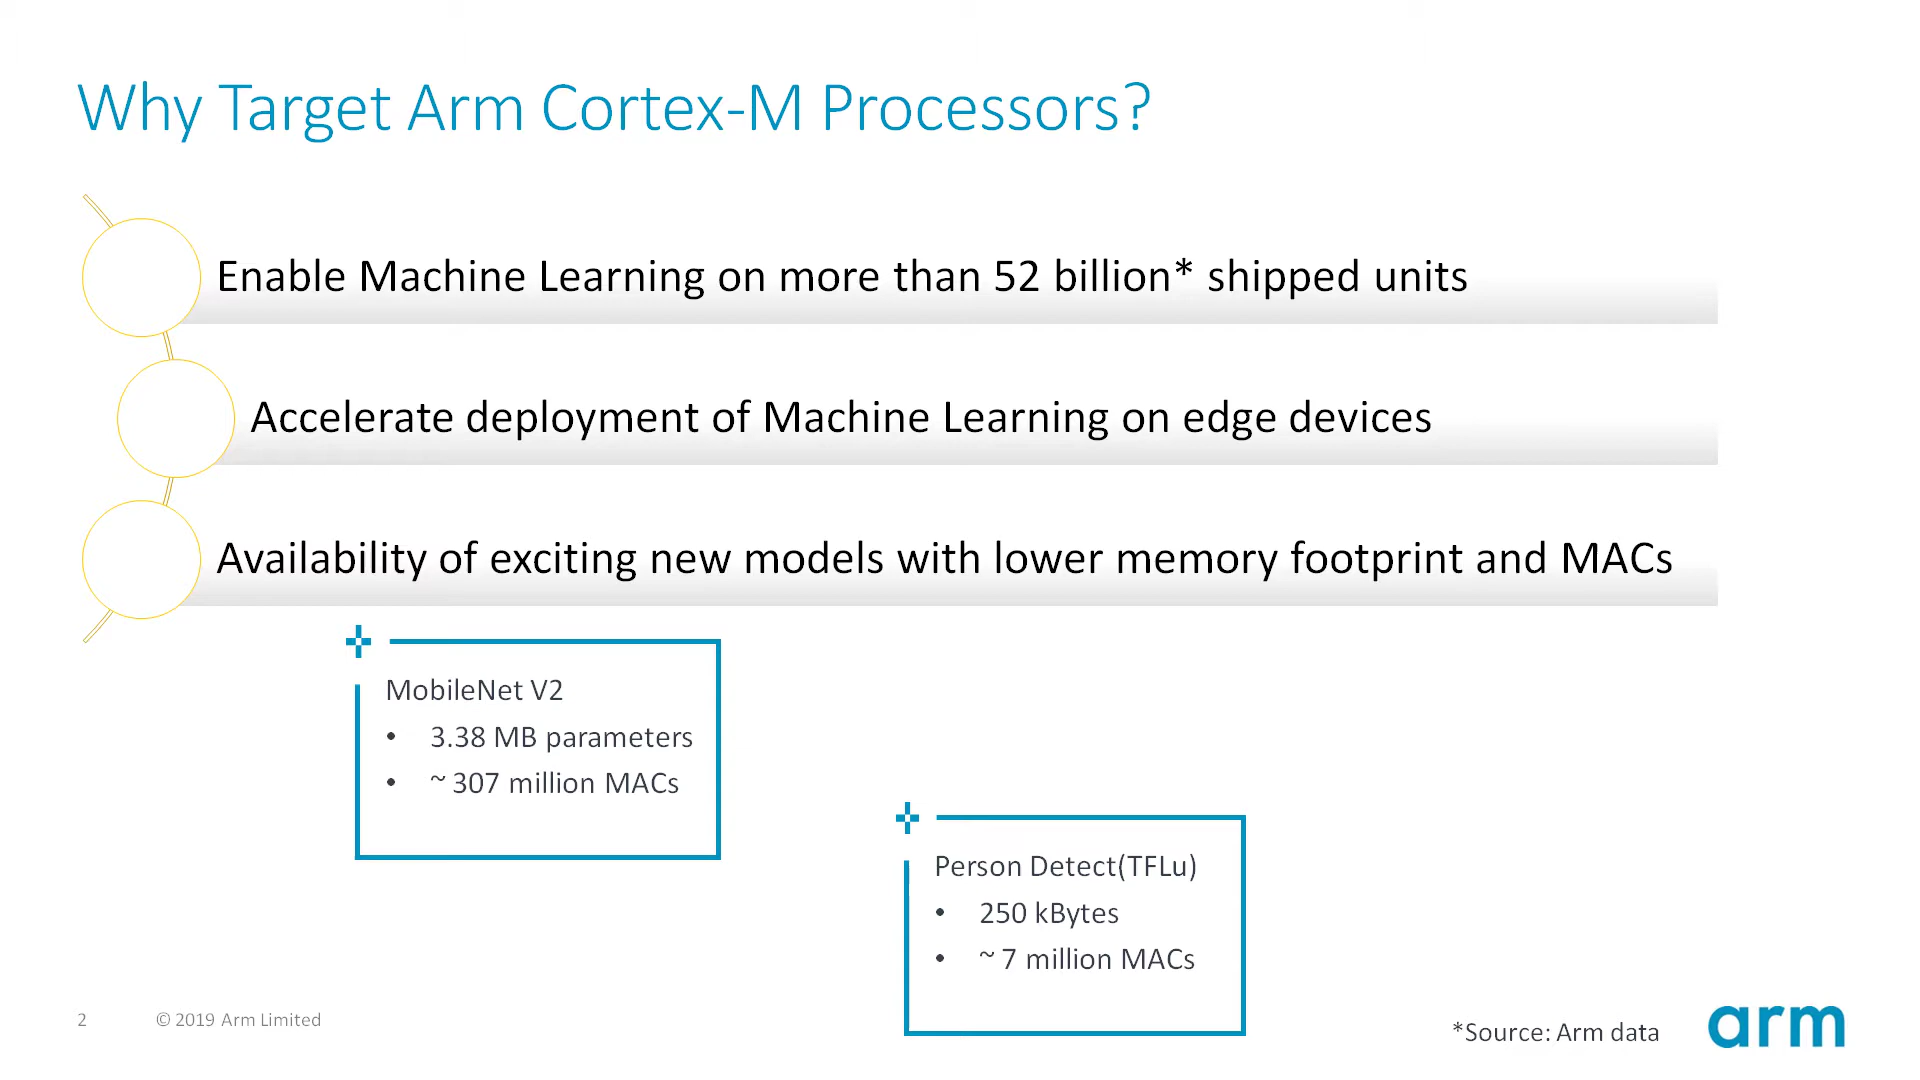 Why Target Arm Cortex-M Processors?
Enable Machine Learning on more than 52 billion* shipped units
Accelerate deployment of Machine Learning on edge devices
Availability of exciting new models with lower memory footprint and MACs
MobileNet V2
• 3.38 MB parameters
• ~ 307 million MACs
Person Detect(TFLu)
• 250 kBytes
• ~ 7 million MACs
2 © 2019 Arm Limited
*Source: Arm data
arm